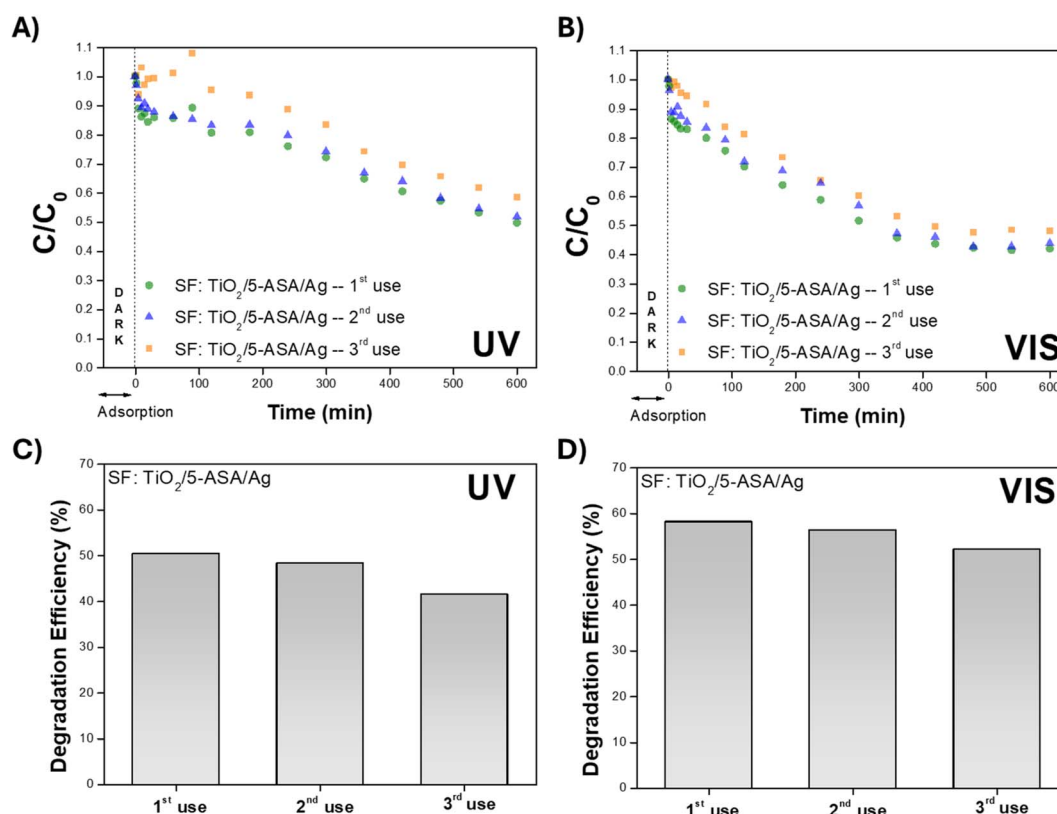 A)
1.1
1.0
0.9
0.8
0.7
0.6
0.5
0.4
0.3
0.2
0.1
0.0
C/C₀
DARK
SF: TiO₂/5-ASA/Ag -- 1ˢᵗ use
SF: TiO₂/5-ASA/Ag -- 2ⁿᵈ use
SF: TiO₂/5-ASA/Ag -- 3ʳᵈ use
UV
0 100 200 300 400 500 600
Adsorption
Time (min)
B)
1.1
1.0
0.9
0.8
0.7
0.6
0.5
0.4
0.3
0.2
0.1
0.0
C/C₀
DARK
SF: TiO₂/5-ASA/Ag -- 1ˢᵗ use
SF: TiO₂/5-ASA/Ag -- 2ⁿᵈ use
SF: TiO₂/5-ASA/Ag -- 3ʳᵈ use
VIS
0 100 200 300 400 500 600
Adsorption
Time (min)
C)
70
60
50
40
30
20
10
0
Degradation Efficiency (%)
SF: TiO₂/5-ASA/Ag
UV
1ˢᵗ use 2ⁿᵈ use 3ʳᵈ use
D)
70
60
50
40
30
20
10
0
Degradation Efficiency (%)
SF: TiO₂/5-ASA/Ag
VIS
1ˢᵗ use 2ⁿᵈ use 3ʳᵈ use